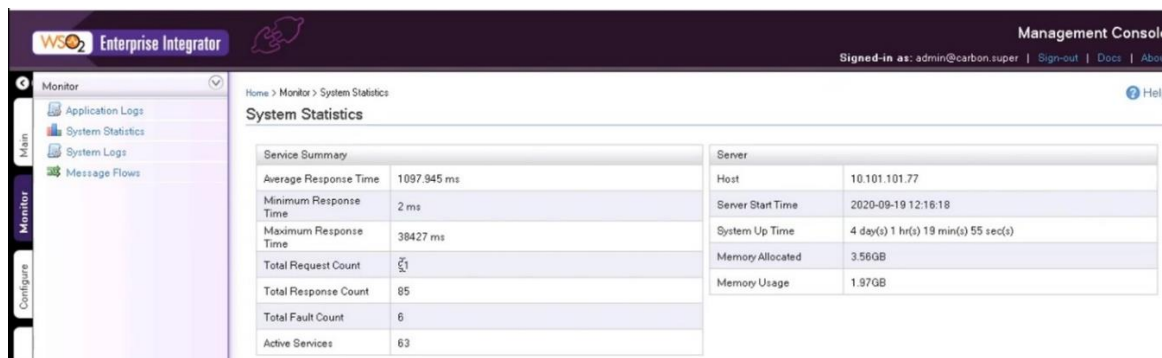 WSO2 Enterprise Integrator
Management Consol
Signed-in as: admin@carbon.super | Sign-out | Docs | Abou
Monitor
Application Logs
System Statistics
System Logs
Message Flows
Main
Monitor
Configure
Home > Monitor > System Statistics
Hel
System Statistics
Service Summary
Average Response Time 1097.945 ms
Minimum Response
Time
2 ms
Maximum Response
Time
38427 ms
Total Request Count
Total Response Count 85
Total Fault Count 6
Active Services 63
Server
Host 10.101.101.77
Server Start Time 2020-09-19 12:16:18
System Up Time 4 day(s) 1 hr(s) 19 min(s) 55 sec(s)
Memory Allocated 3.56GB
Memory Usage 1.97GB